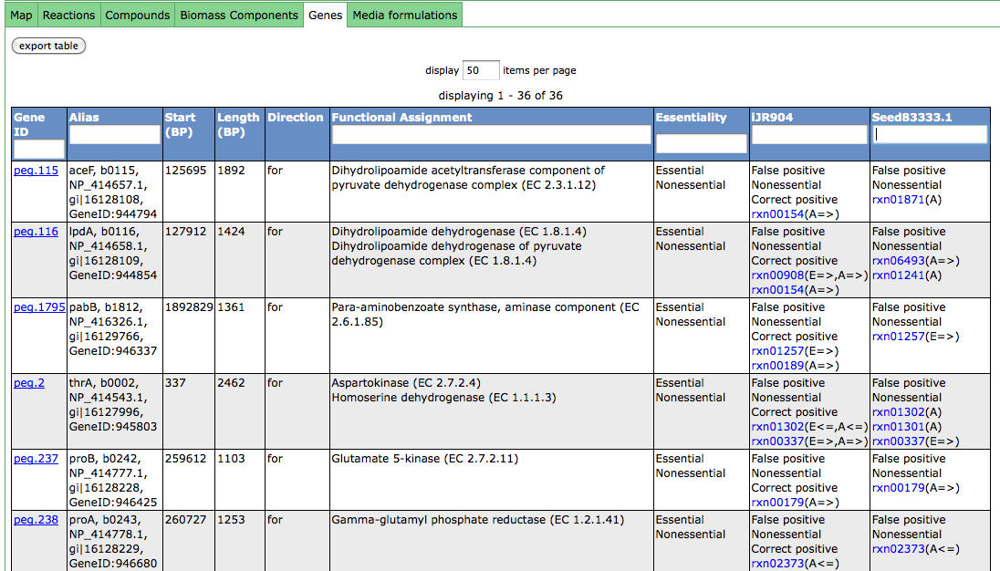 Map Reactions Compounds Biomass Components Genes Media formulations
export table
display 50 items per page
displaying 1 - 36 of 36
Gene ID Alias Start (BP) Length (BP) Direction Functional Assignment Essentiality iJR904 Seed83333.1
peg.115 aceF, b0115, 125695 1892 for Dihydrolipoamide acetyltransferase component of Essential False positive False positive
NP_414657.1, pyruvate dehydrogenase complex (EC 2.3.1.12) Nonessential Nonessential Nonessential
gi|16128108, Correct positive rxn01871(A)
GeneID:944794 rxn00154(A=>)
peg.116 lpdA, b0116, 127912 1424 for Dihydrolipoamide dehydrogenase (EC 1.8.1.4) Essential False positive False positive
NP_414658.1, Dihydrolipoamide dehydrogenase of pyruvate Nonessential Nonessential Nonessential
gi|16128109, dehydrogenase complex (EC 1.8.1.4) Correct positive rxn06493(A=>)
GeneID:944854 rxn00908(E=>,A=>) rxn01241(A)
rxn00154(A=>)
peg.1795 pabB, b1812, 1892829 1361 for Para-aminobenzoate synthase, aminase component (EC Essential False positive False positive
NP_416326.1, 2.6.1.85) Nonessential Nonessential Nonessential
gi|16129766, Correct positive rxn01257(E=>)
GeneID:946337 rxn01257(E=>)
rxn00189(A=>)
peg.2 thrA, b0002, 337 2462 for Aspartokinase (EC 2.7.2.4) Essential False positive False positive
NP_414543.1, Homoserine dehydrogenase (EC 1.1.1.3) Nonessential Nonessential Nonessential
gi|16127996, Correct positive rxn01302(A)
GeneID:945803 rxn01302(E<=,A<=) rxn01301(A)
rxn00337(E=>,A=>) rxn00337(E=>)
peg.237 proB, b0242, 259612 1103 for Glutamate 5-kinase (EC 2.7.2.11) Essential False positive False positive
NP_414777.1, Nonessential Nonessential Nonessential
gi|16128228, Correct positive rxn00179(A=>)
GeneID:946425 rxn00179(A=>)
peg.238 proA, b0243, 260727 1253 for Gamma-glutamyl phosphate reductase (EC 1.2.1.41) Essential False positive False positive
NP_414778.1, Nonessential Nonessential Nonessential
gi|16128229, Correct positive rxn02373(A<=)
GeneID:946680 rxn02373(A<=)